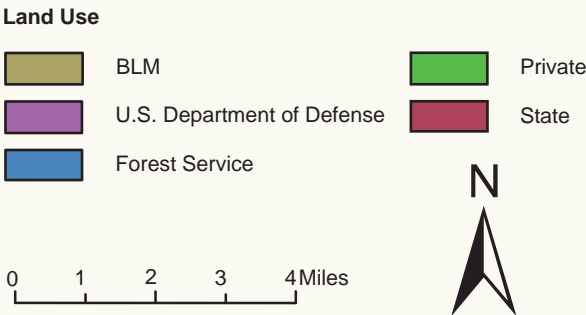 Land Use
BLM
Private
U.S. Department of Defense
State
Forest Service
N
0 1 2 3 4 Miles